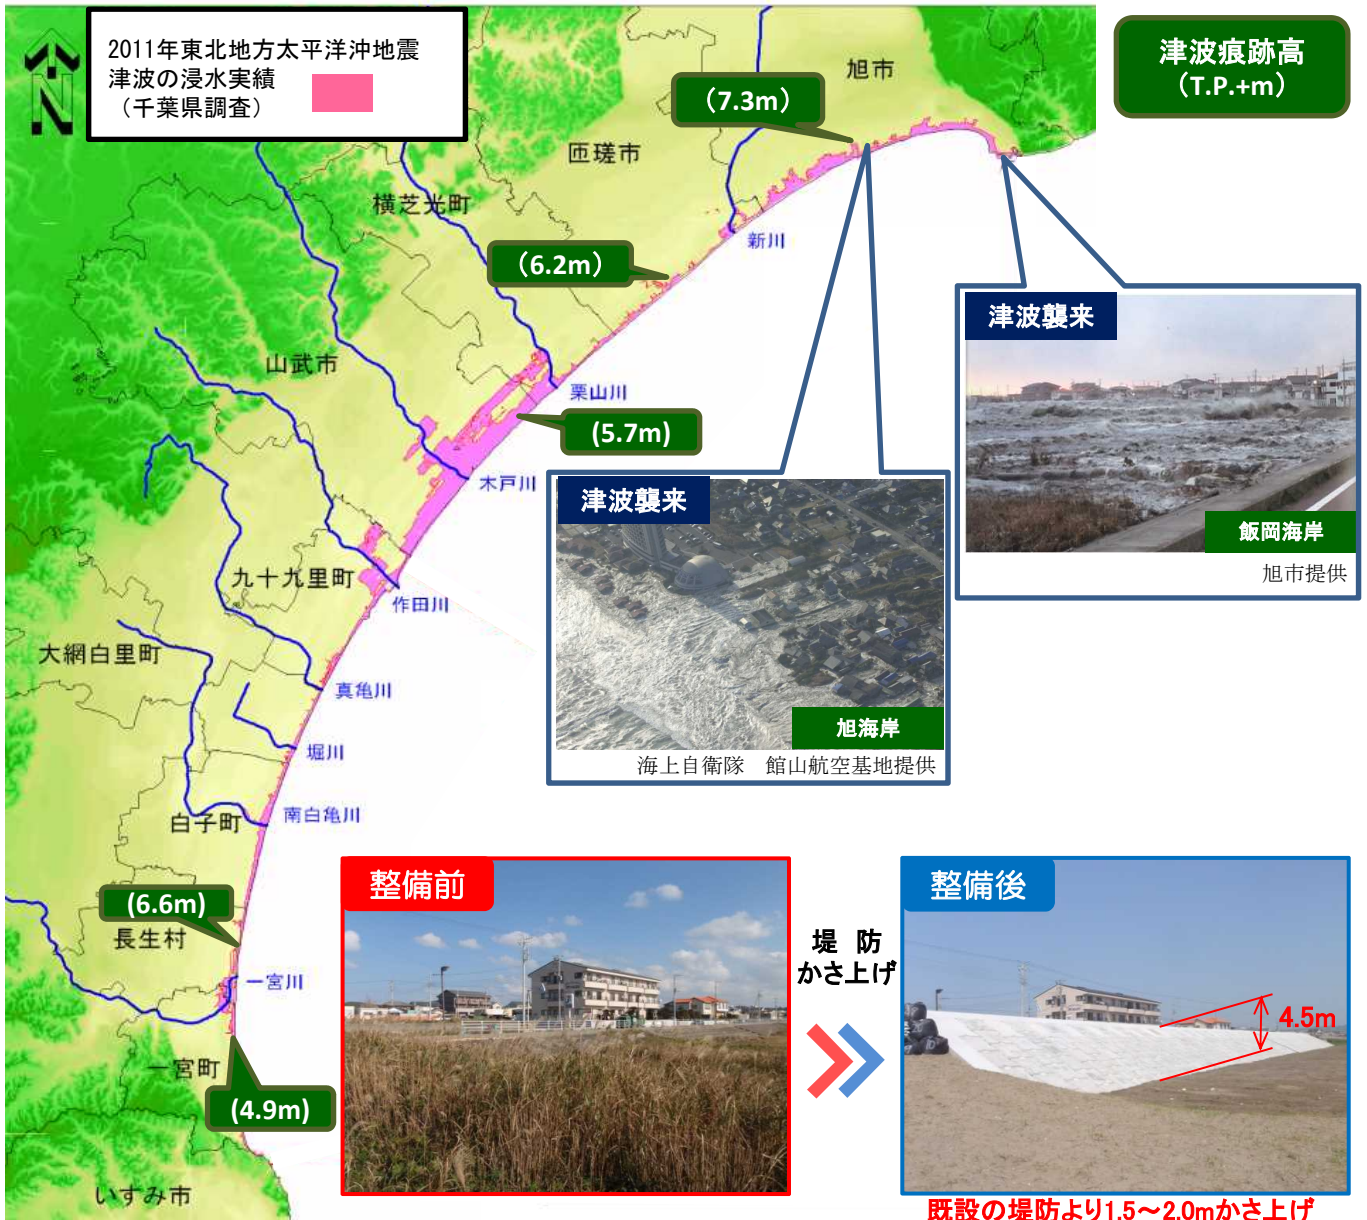 2011年東北地方太平洋沖地震
津波の浸水実績
（千葉県調査）
N
津波痕跡高
（T.P.+m）
旭市
（7.3m）
匝瑳市
横芝光町
新川
（6.2m）
津波襲来
飯岡海岸
旭市提供
山武市
栗山川
(5.7m)
木戸川
津波襲来
旭海岸
海上自衛隊　館山航空基地提供
九十九里町
作田川
大網白里町
真亀川
堀川
白子町
南白亀川
(6.6m)
長生村
一宮川
一宮町
(4.9m)
いすみ市
整備前
堤 防
かさ上げ
整備後
4.5m
既設の堤防より1.5～2.0mかさ上げ